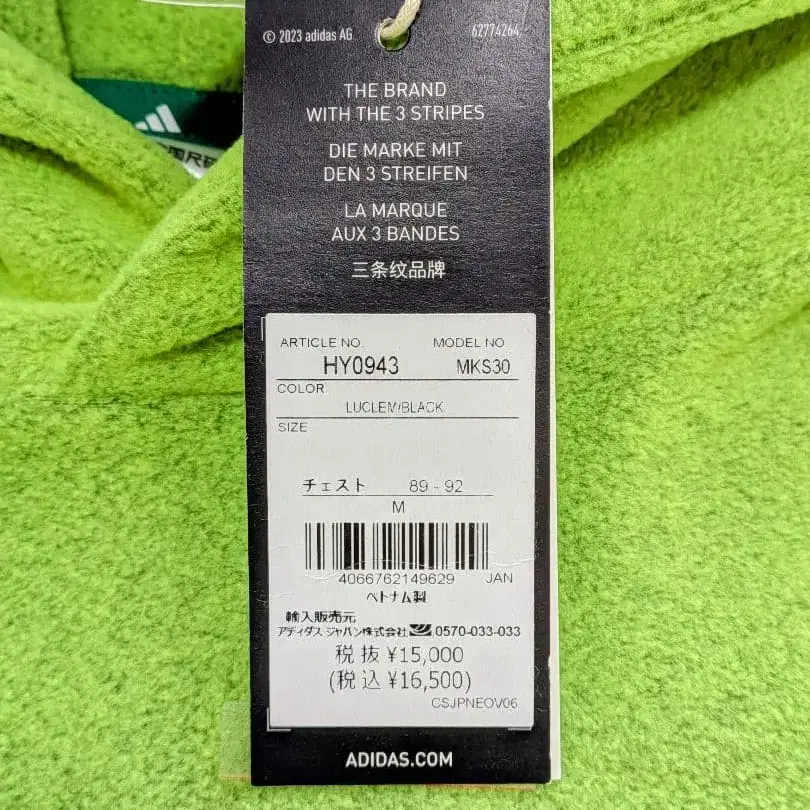 © 2023 adidas AG 62774264
THE BRAND
WITH THE 3 STRIPES
DIE MARKE MIT
DEN 3 STREIFEN
LA MARQUE
AUX 3 BANDES
三条纹品牌
ARTICLE NO. MODEL NO
HY0943 MKS30
COLOR
LUCLEM/BLACK
SIZE
チェスト 89 - 92
M
4066762149629 JAN
ベトナム製
輸入販売元
アディダス ジャパン株式会社 0570-033-033
税抜 ¥15,000
(税込 ¥16,500)
CSJPNEOV06
ADIDAS.COM
国尺码